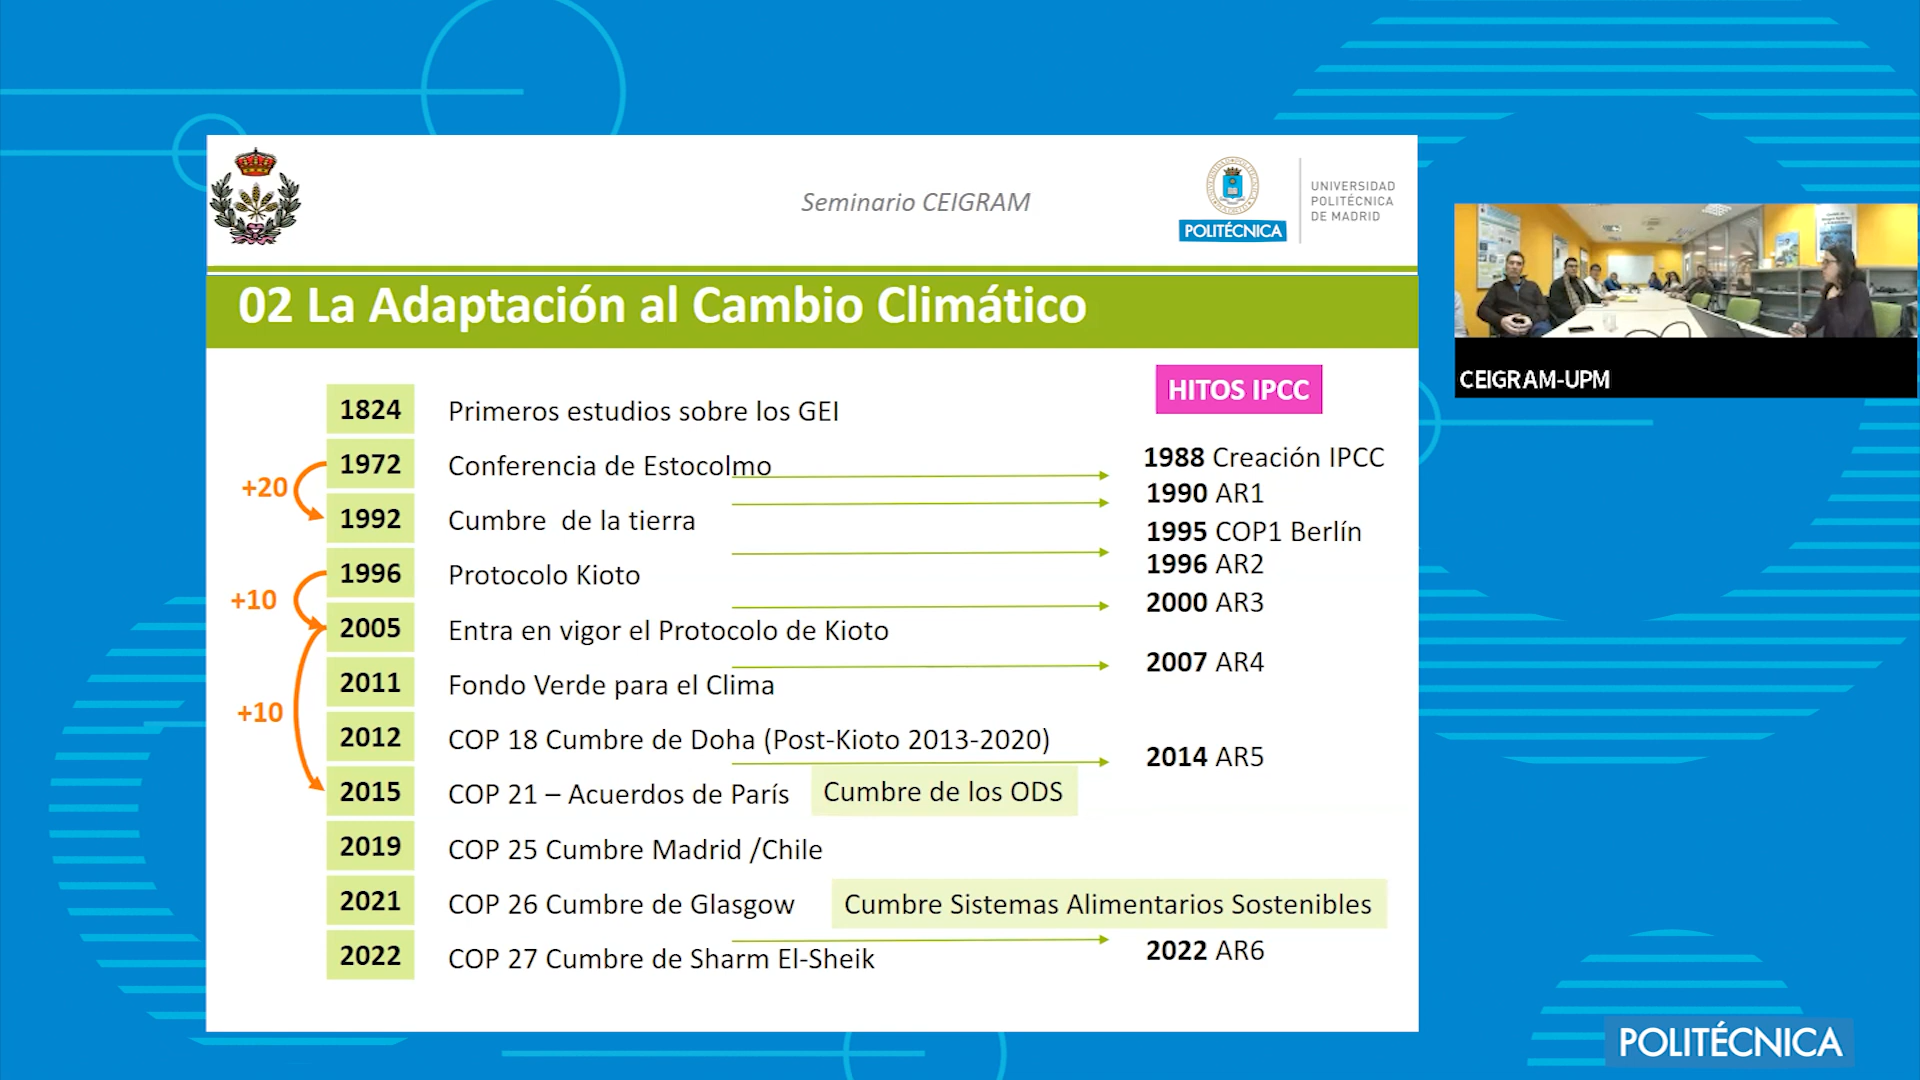 Seminario CEIGRAM
POLITÉCNICA
UNIVERSIDAD
POLITÉCNICA
DE MADRID
02 La Adaptación al Cambio Climático
HITOS IPCC
1824 Primeros estudios sobre los GEI
1972 Conferencia de Estocolmo
1988 Creación IPCC
+20
1990 AR1
1992 Cumbre de la tierra
1995 COP1 Berlín
1996 AR2
1996 Protocolo Kioto
+10
2000 AR3
2005 Entra en vigor el Protocolo de Kioto
2007 AR4
2011 Fondo Verde para el Clima
+10
2012 COP 18 Cumbre de Doha (Post-Kioto 2013-2020)
2014 AR5
2015 COP 21 – Acuerdos de París Cumbre de los ODS
2019 COP 25 Cumbre Madrid /Chile
2021 COP 26 Cumbre de Glasgow Cumbre Sistemas Alimentarios Sostenibles
2022 COP 27 Cumbre de Sharm El-Sheik
2022 AR6
CEIGRAM-UPM
POLITÉCNICA